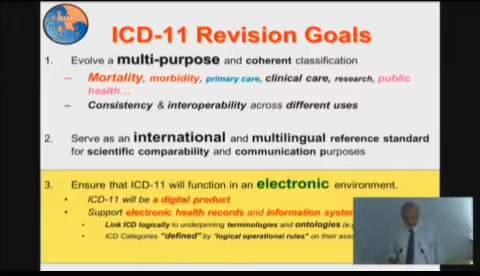 ICD-11 Revision Goals
1. Evolve a multi-purpose and coherent classification
– Mortality, morbidity, primary care, clinical care, research, public
health…
– Consistency & interoperability across different uses
2. Serve as an international and multilingual reference standard
for scientific comparability and communication purposes
3. Ensure that ICD-11 will function in an electronic environment.
• ICD-11 will be a digital product
• Support electronic health records and information
• Link ICD logically to underpinning terminologies and ontologies
• ICD Categories "defined" by "logical operational rules" on their